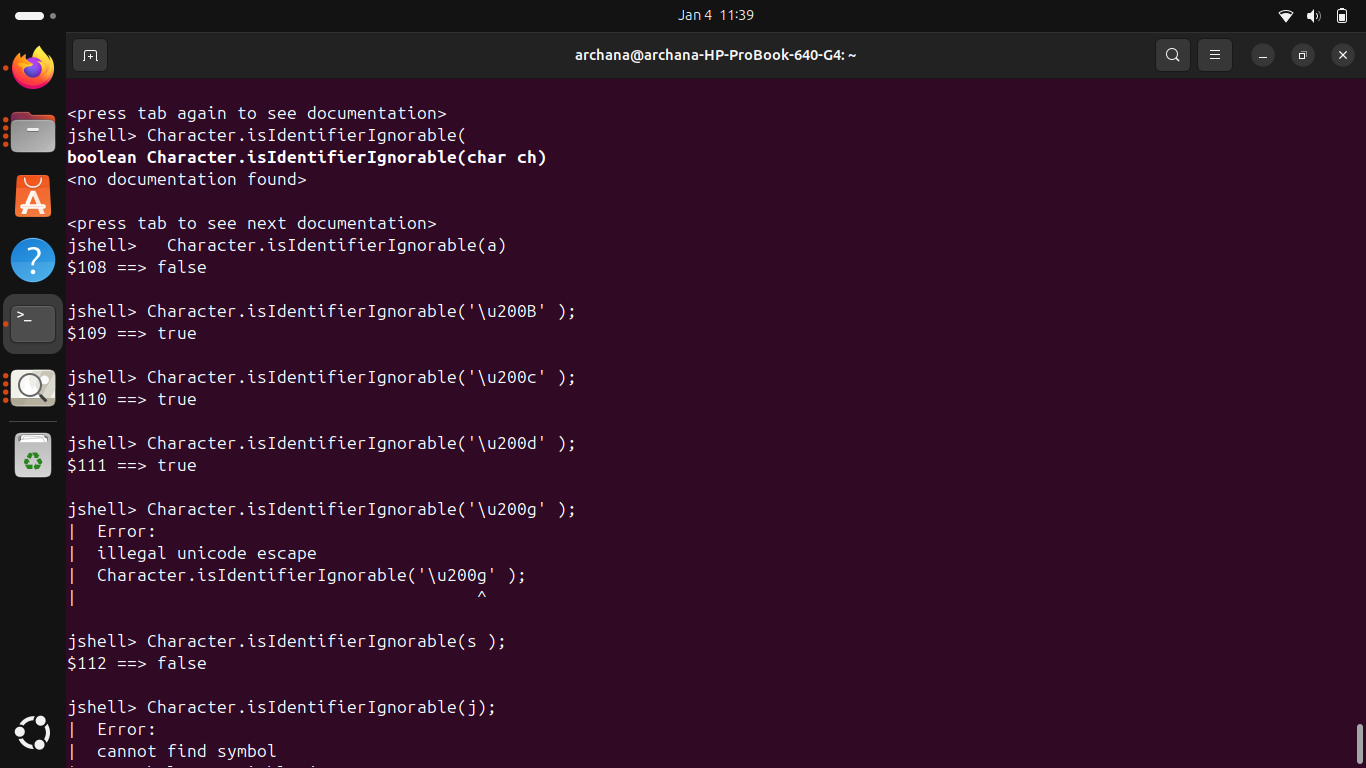 Jan 4 11:39
archana@archana-HP-ProBook-640-G4: ~
<press tab again to see documentation>
jshell> Character.isIdentifierIgnorable(
boolean Character.isIdentifierIgnorable(char ch)
<no documentation found>
<press tab to see next documentation>
jshell>   Character.isIdentifierIgnorable(a)
$108 ==> false
jshell> Character.isIdentifierIgnorable('\u200B' );
$109 ==> true
jshell> Character.isIdentifierIgnorable('\u200c' );
$110 ==> true
jshell> Character.isIdentifierIgnorable('\u200d' );
$111 ==> true
jshell> Character.isIdentifierIgnorable('\u200g' );
|  Error:
|  illegal unicode escape
|  Character.isIdentifierIgnorable('\u200g' );
|                                        ^
jshell> Character.isIdentifierIgnorable(s );
$112 ==> false
jshell> Character.isIdentifierIgnorable(j);
|  Error:
|  cannot find symbol